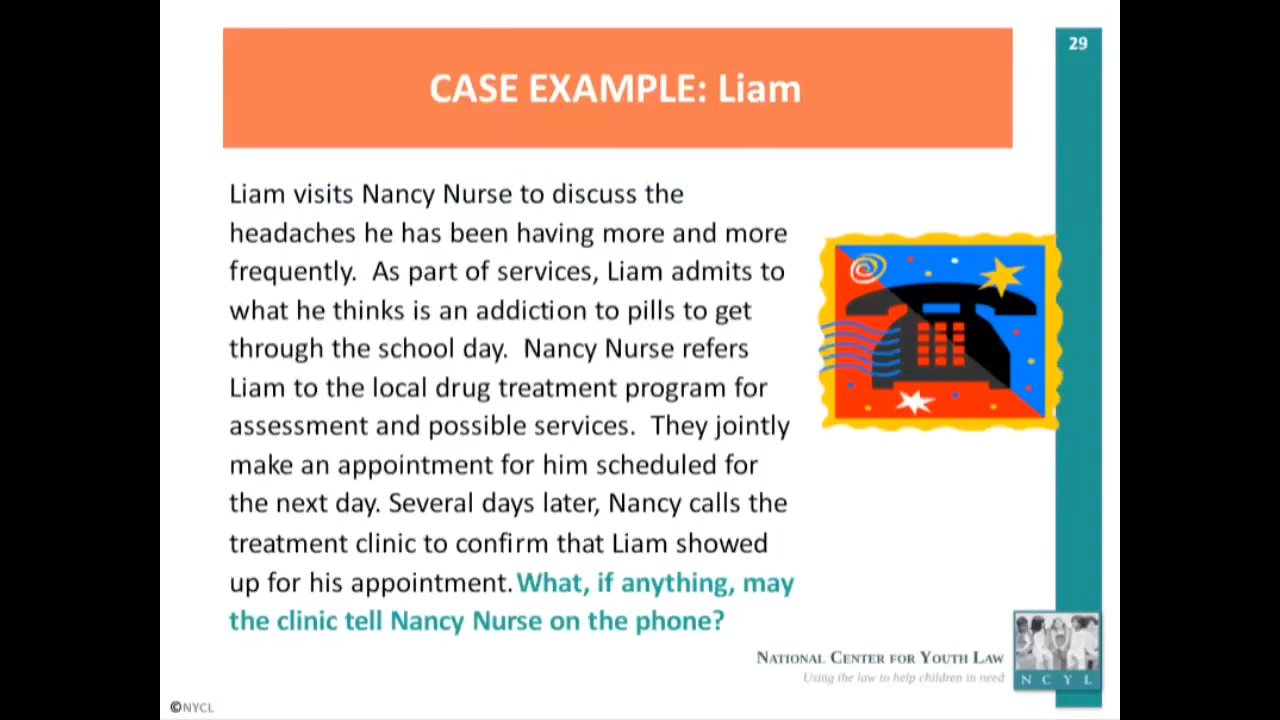 29
CASE EXAMPLE: Liam
Liam visits Nancy Nurse to discuss the
headaches he has been having more and more
frequently.  As part of services, Liam admits to
what he thinks is an addiction to pills to get
through the school day.  Nancy Nurse refers
Liam to the local drug treatment program for
assessment and possible services.  They jointly
make an appointment for him scheduled for
the next day. Several days later, Nancy calls the
treatment clinic to confirm that Liam showed
up for his appointment. What, if anything, may
the clinic tell Nancy Nurse on the phone?
NATIONAL CENTER FOR YOUTH LAW
Using the law to help children in need
N C Y L
©NYCL